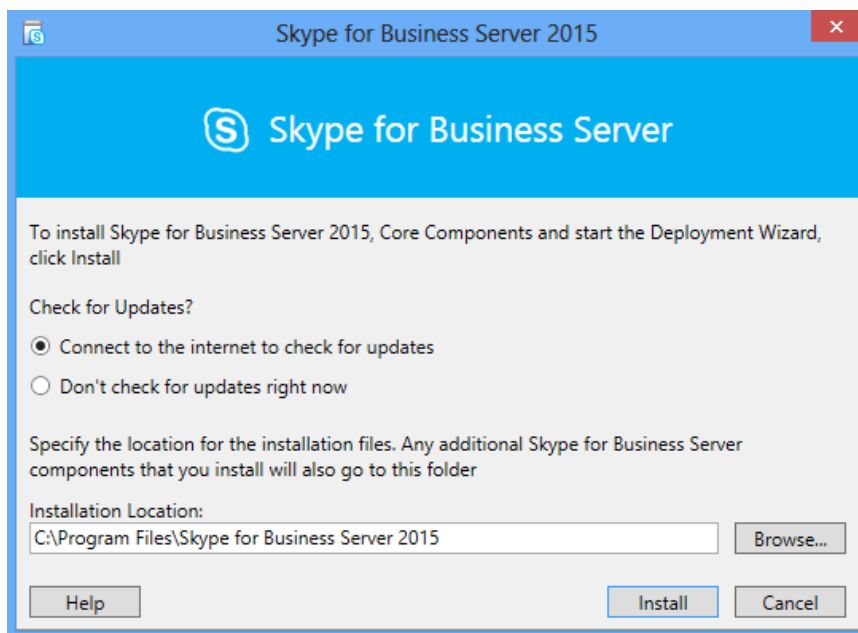 Skype for Business Server 2015
Skype for Business Server
To install Skype for Business Server 2015, Core Components and start the Deployment Wizard,
click Install
Check for Updates?
Connect to the internet to check for updates
Don't check for updates right now
Specify the location for the installation files. Any additional Skype for Business Server
components that you install will also go to this folder
Installation Location:
C:\Program Files\Skype for Business Server 2015
Browse...
Help
Install
Cancel